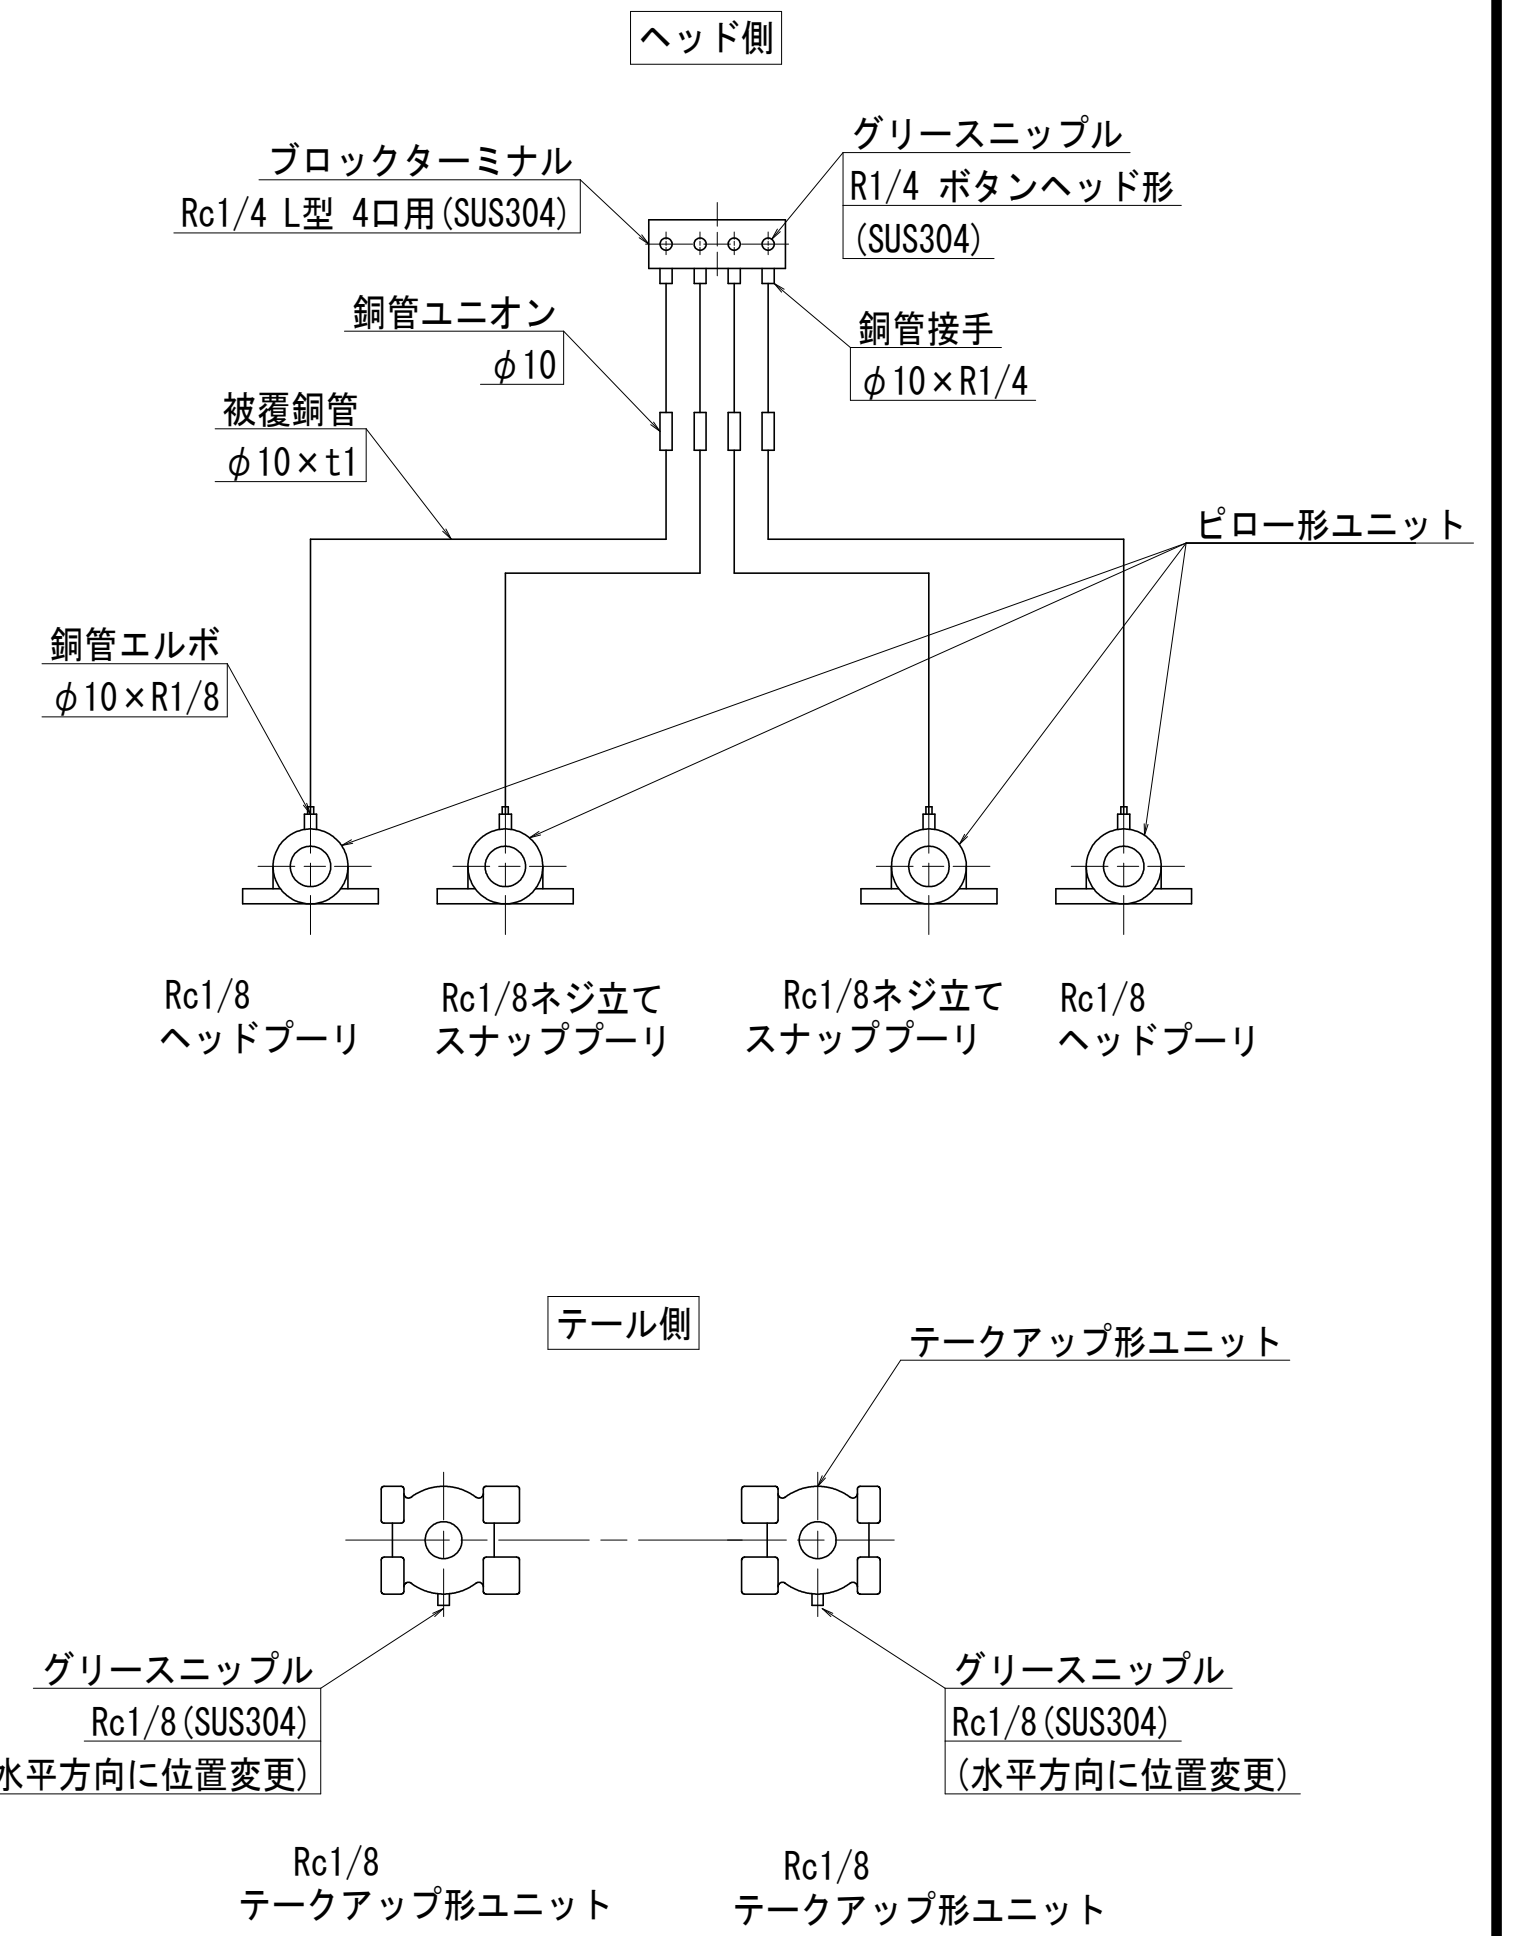 ヘッド側
グリースニップル
R1/4 ボタンヘッド形
(SUS304)
ブロックターミナル
Rc1/4 L型 4口用(SUS304)
銅管ユニオン
φ10
銅管接手
φ10×R1/4
被覆銅管
φ10×t1
ピロー形ユニット
銅管エルボ
φ10×R1/8
Rc1/8
ヘッドプーリ
Rc1/8ネジ立て
スナッププーリ
Rc1/8ネジ立て
スナッププーリ
Rc1/8
ヘッドプーリ
テール側
テークアップ形ユニット
グリースニップル
Rc1/8(SUS304)
水平方向に位置変更)
グリースニップル
Rc1/8(SUS304)
(水平方向に位置変更)
Rc1/8
テークアップ形ユニット
Rc1/8
テークアップ形ユニット